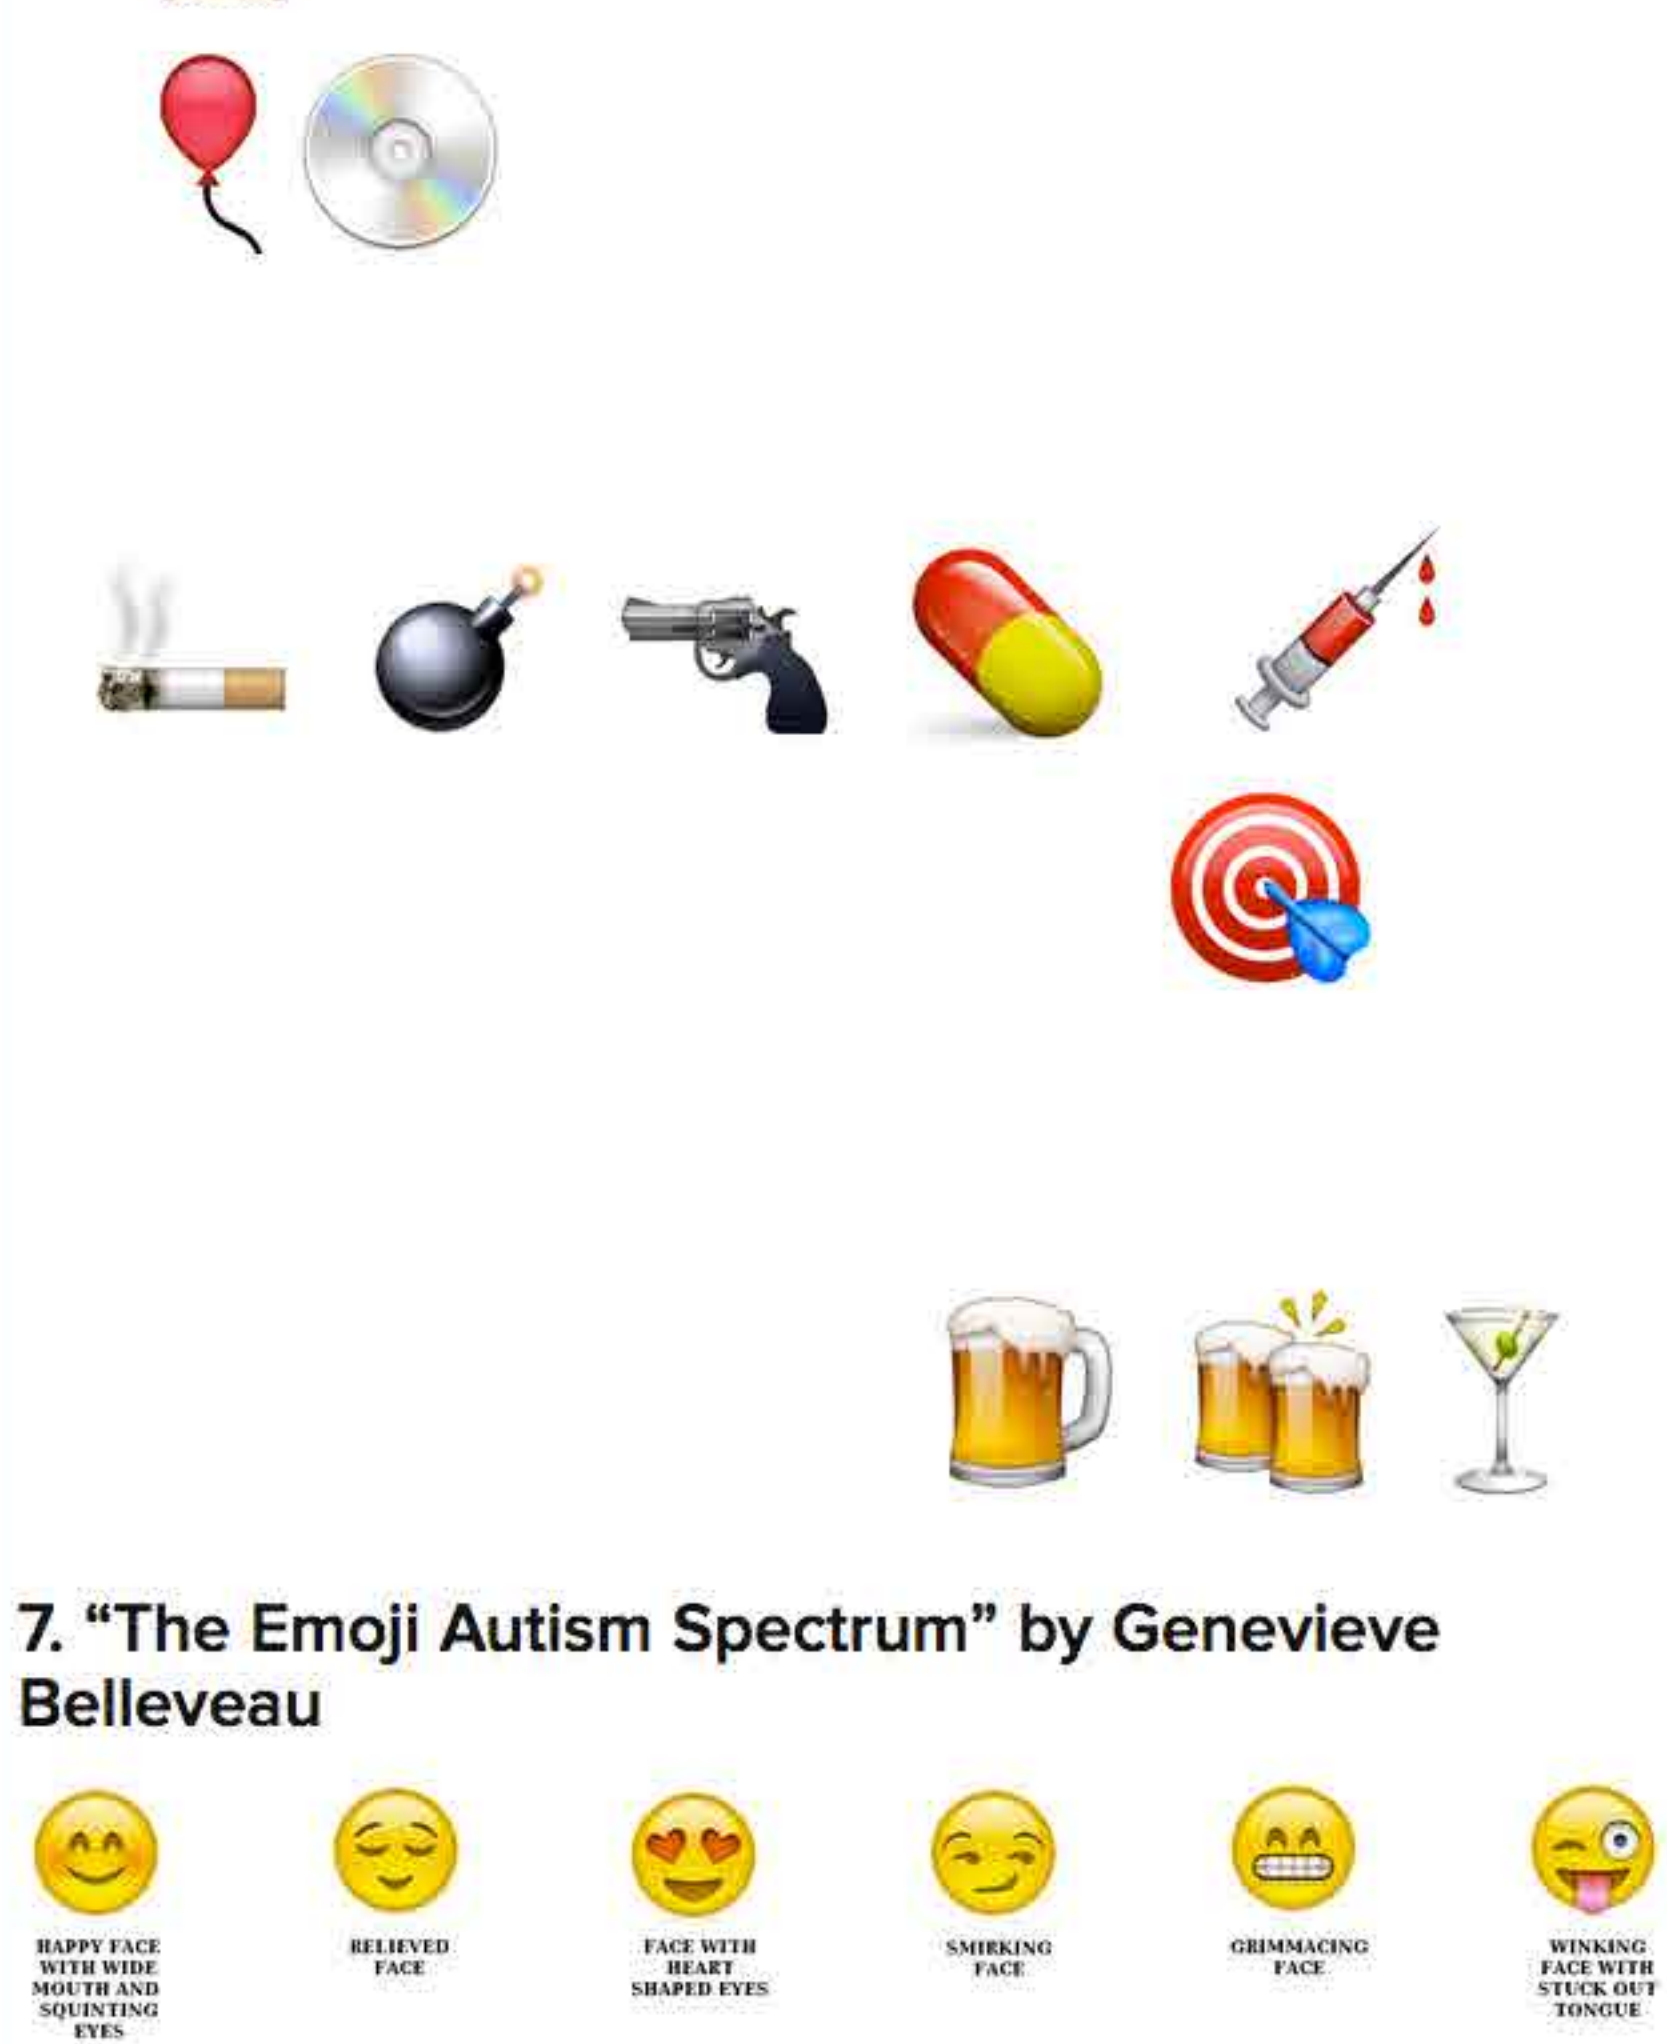 7. “The Emoji Autism Spectrum” by Genevieve
Belleveau
HAPPY FACE
WITH WIDE
MOUTH AND
SQUINTING
EYES
RELIEVED
FACE
FACE WITH
HEART
SHAPED EYES
SMIRKING
FACE
GRIMMACING
FACE
WINKING
FACE WITH
STUCK OUT
TONGUE